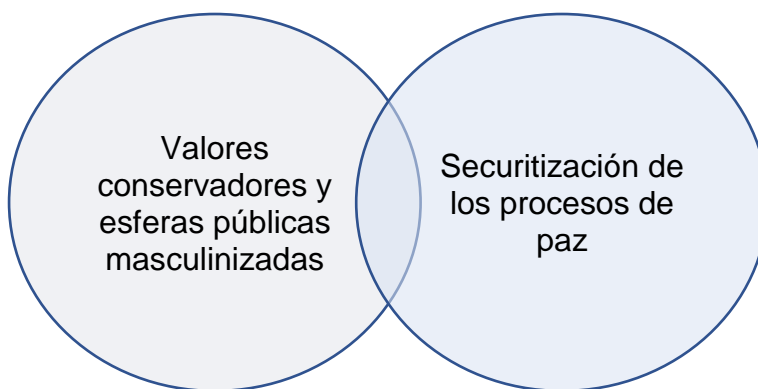 Valores
conservadores y
esferas públicas
masculinizadas
Securitización de
los procesos de
paz